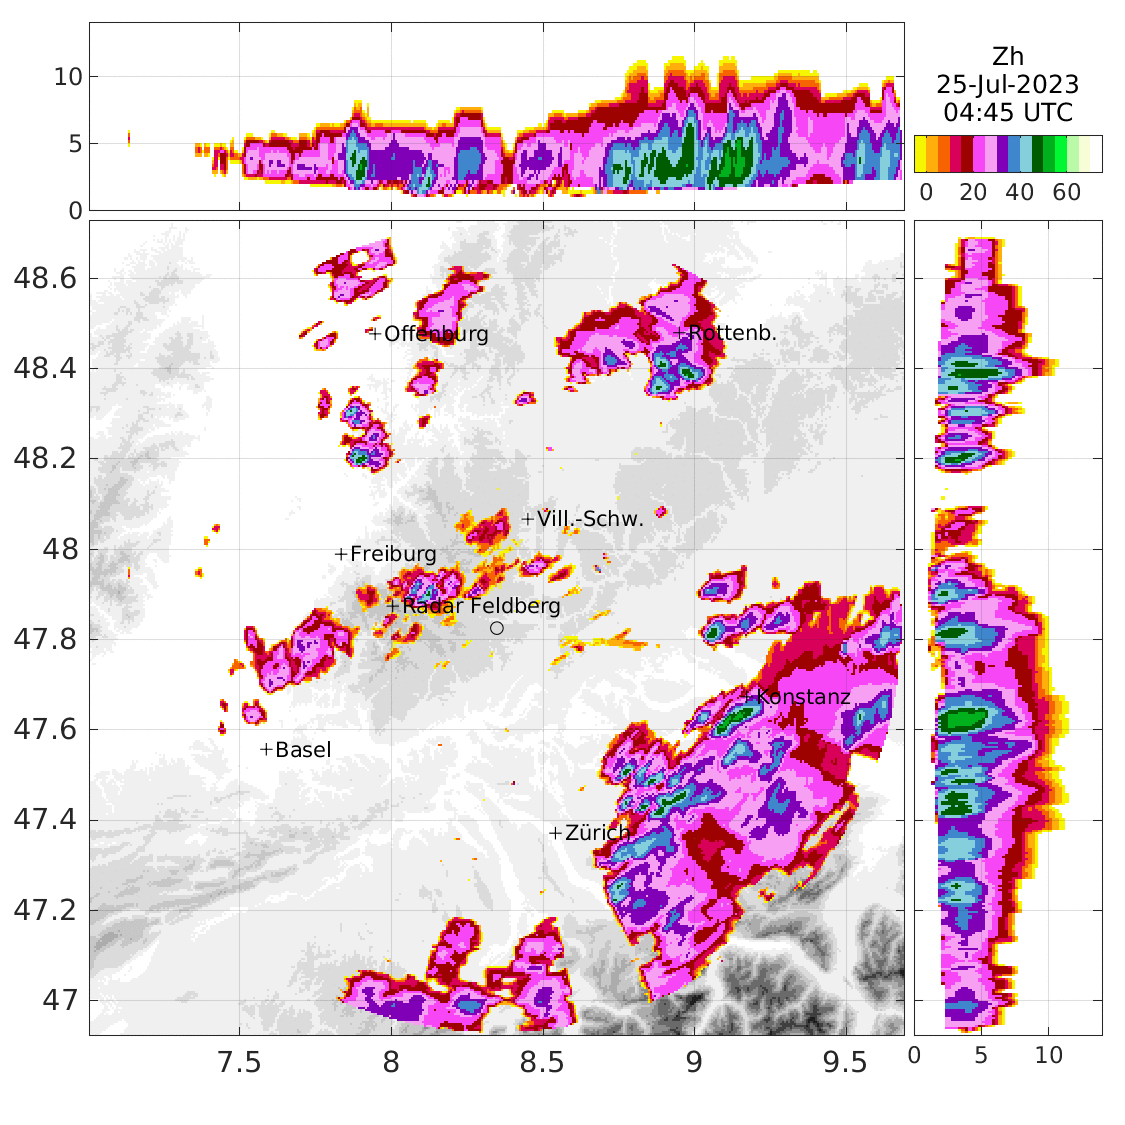 10
5
0
Zh
25-Jul-2023
04:45 UTC
0 20 40 60
48.6
48.4
48.2
48
47.8
47.6
47.4
47.2
47
+Offenburg
+Rottenb.
+Vill.-Schw.
+Freiburg
+Radar Feldberg
+Konstanz
+Basel
+Zürich
7.5 8 8.5 9 9.5
0 5 10